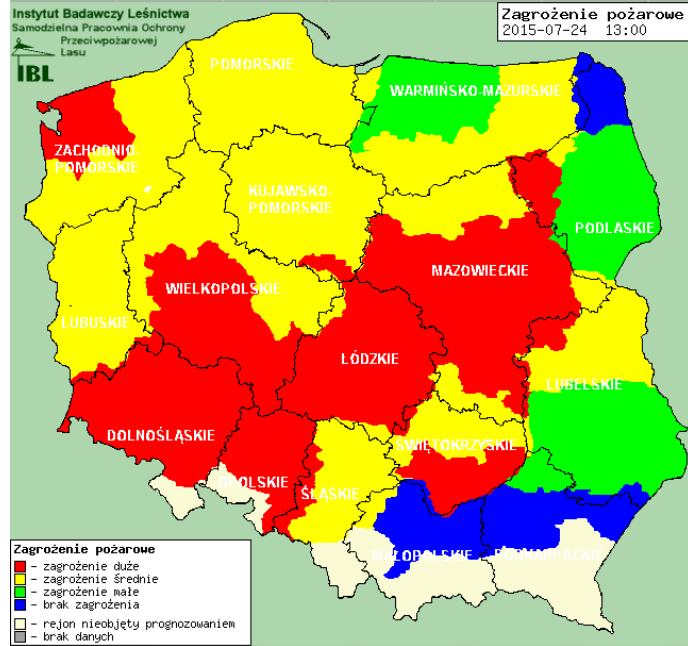 Instytut Badawczy Leśnictwa
Samodzielna Pracownia Ochrony
Przeciwpożarowej
Lasu
IBL
Zagrożenie pożarowe
2015-07-24 13:00
POMORSKIE
WARMIŃSKO-MAZURSKIE
ZACHODNIO-
POMORSKIE
KUJAWSKO-
POMORSKIE
PODLASKIE
MAZOWIECKIE
WIELKOPOLSKIE
LUBUSKIE
ŁÓDZKIE
LUBELSKIE
DOLNOŚLĄSKIE
ŚWIĘTOKRZYSKIE
OPOLSKIE
ŚLĄSKIE
MAŁOPOLSKIE
PODKARPACKIE
Zagrożenie pożarowe
- zagrożenie duże
- zagrożenie średnie
- zagrożenie małe
- brak zagrożenia
- rejon nieobjęty prognozowaniem
- brak danych